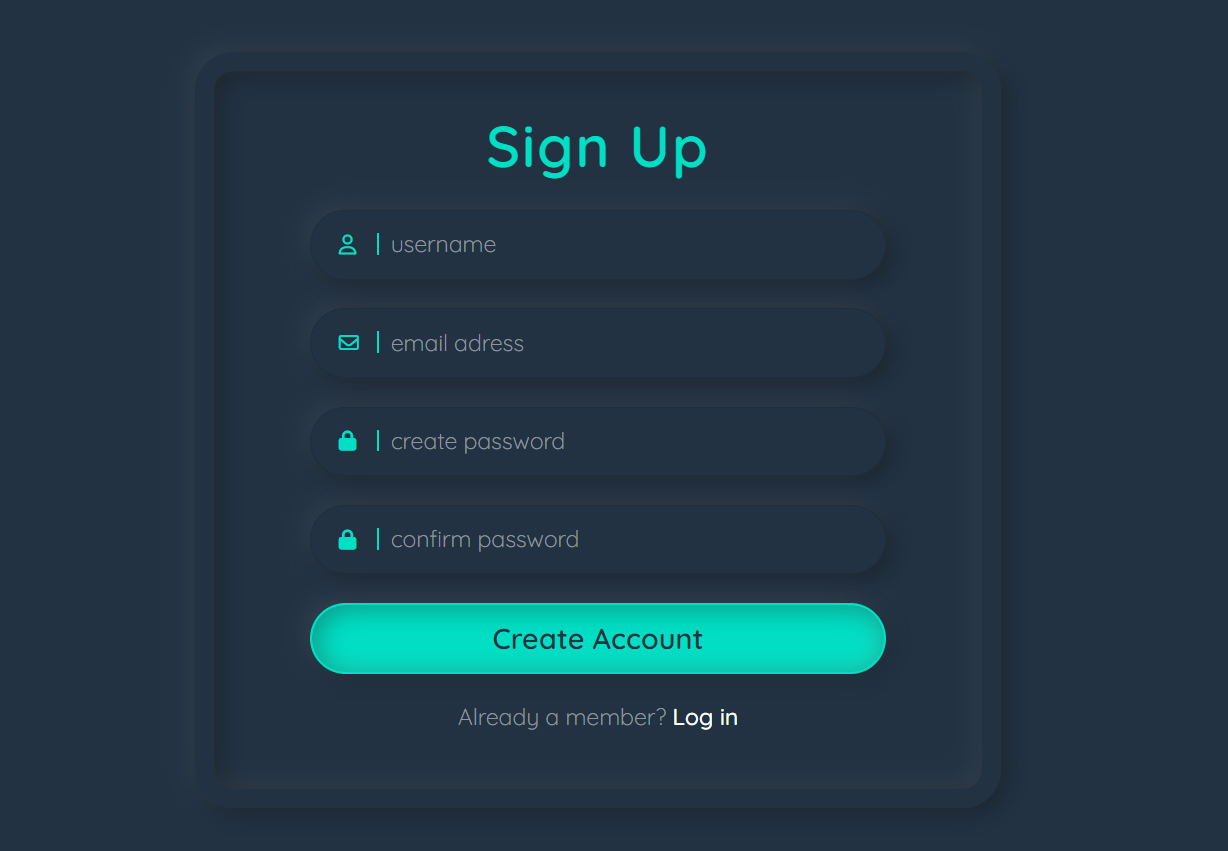 Sign Up
username
email adress
create password
confirm password
Create Account
Already a member? Log in